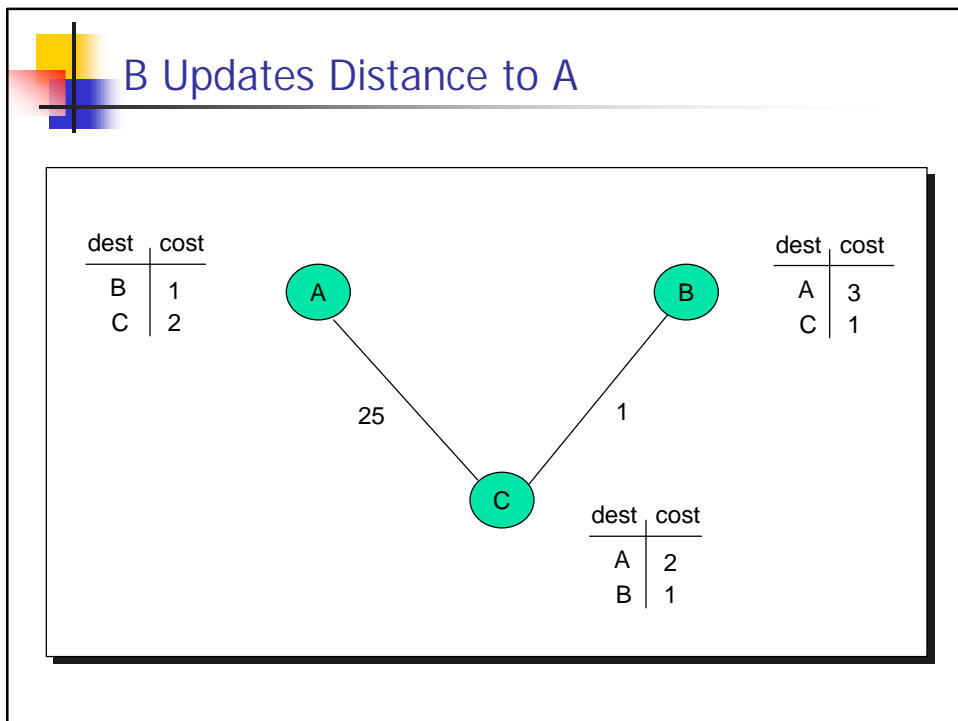 B Updates Distance to A
dest cost
B 1
C 2
A
B
dest cost
A 3
C 1
25
1
C
dest cost
A 2
B 1